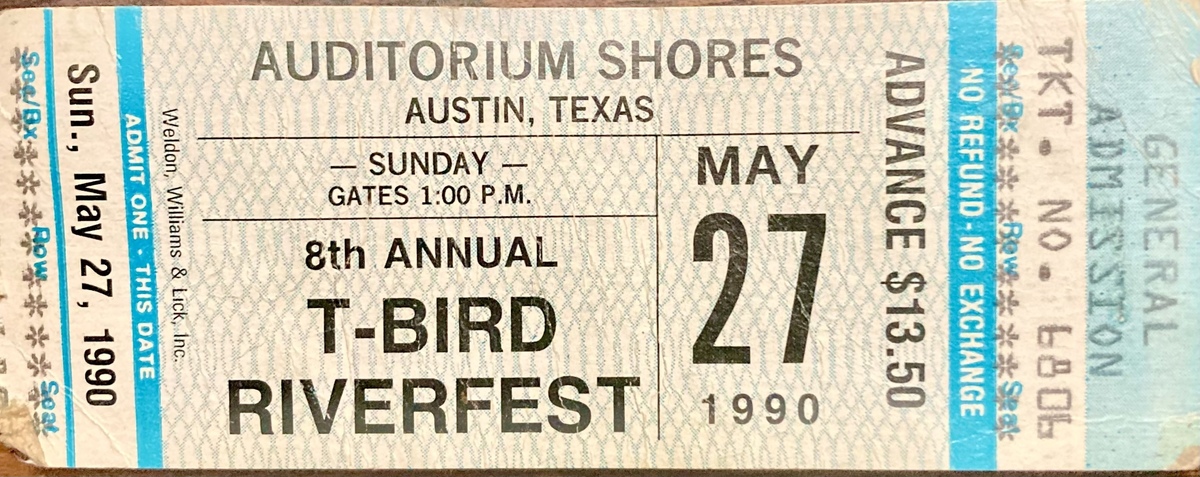 Sec/Bx Row Seat
Sun., May 27, 1990
ADMIT ONE • THIS DATE
Weldon, Williams & Lick, Inc.
AUDITORIUM SHORES
AUSTIN, TEXAS
— SUNDAY —
GATES 1:00 P.M.
8th ANNUAL
T-BIRD
RIVERFEST
MAY
27
1990
ADVANCE $13.50
NO REFUND - NO EXCHANGE
Sec/Bx Row Seat
TKT. NO.
GENERAL
ADMISSION